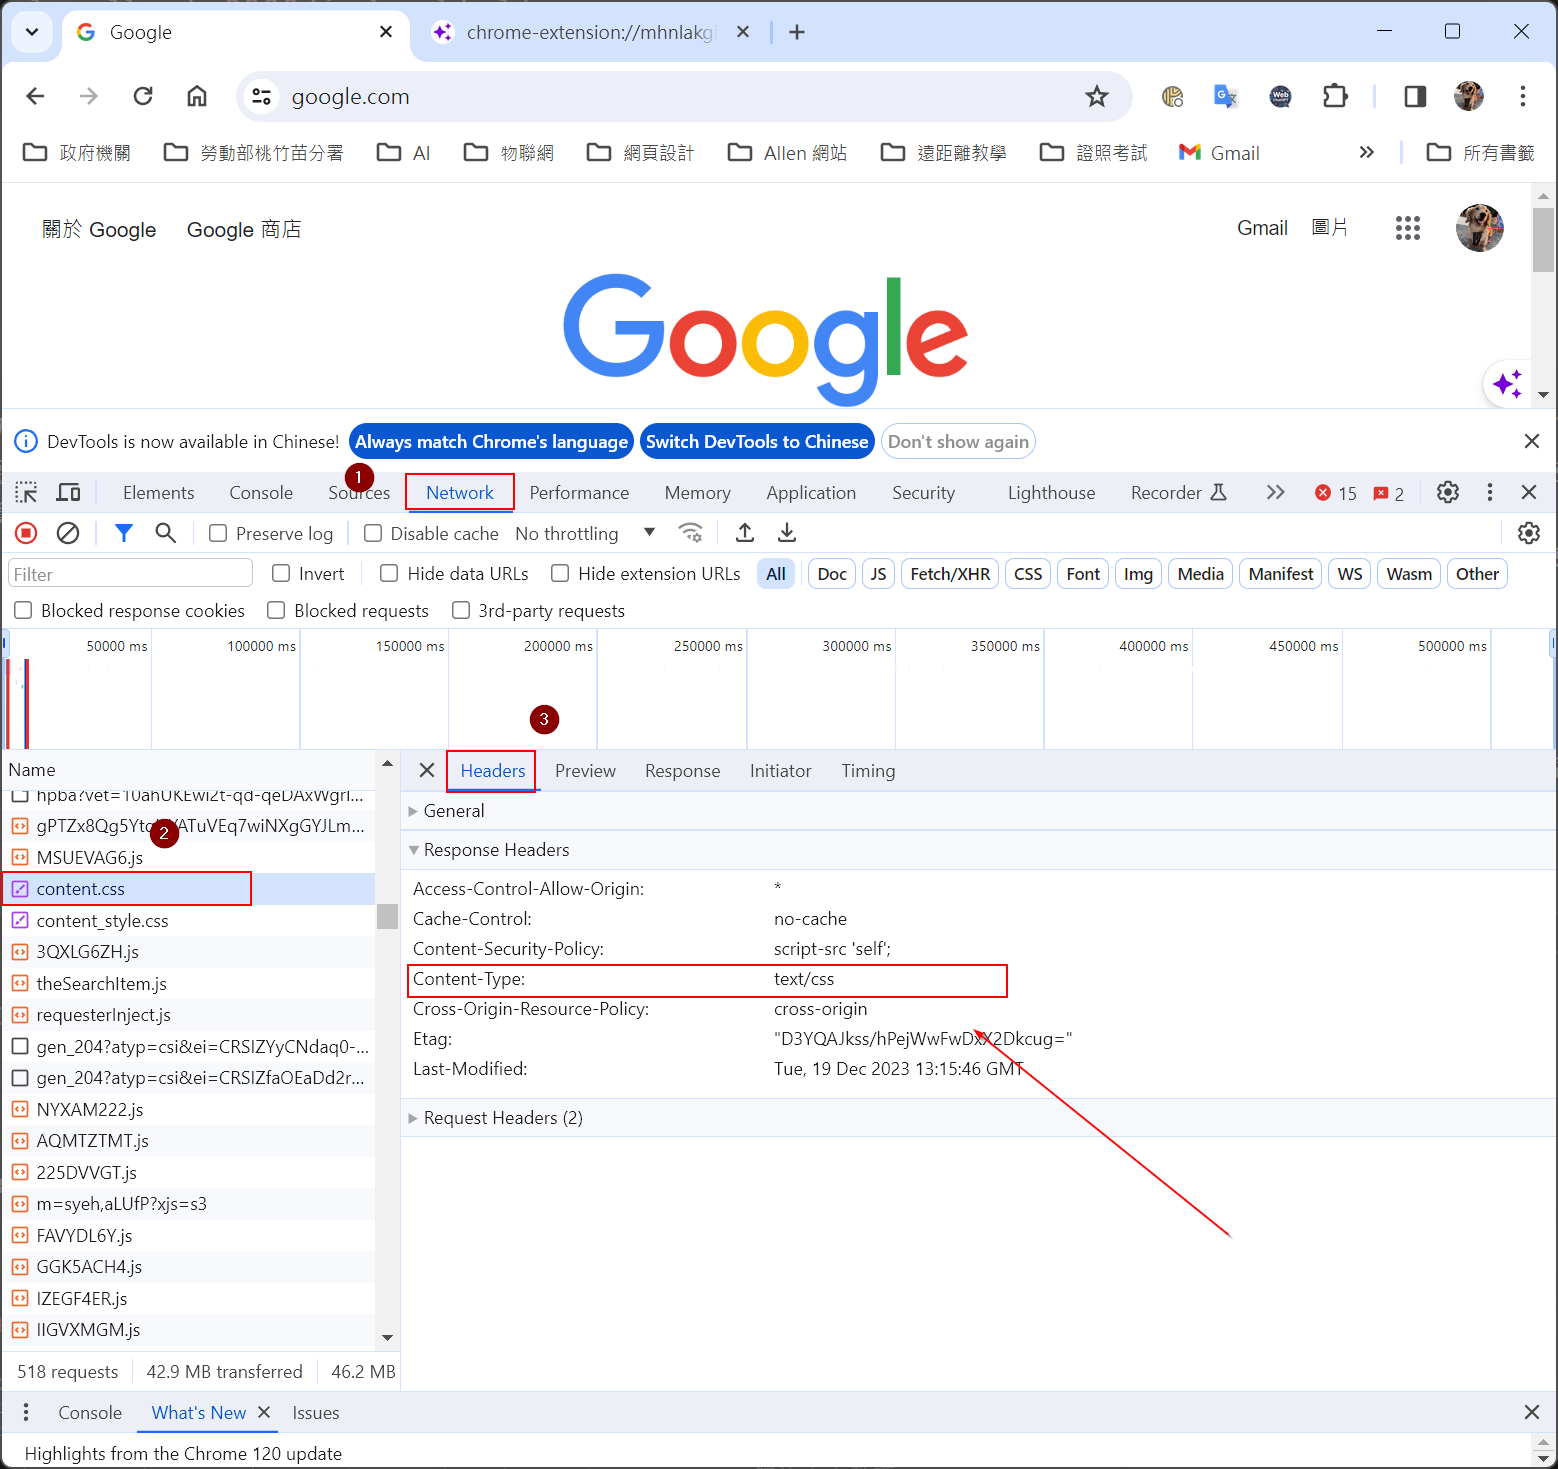 Google
chrome-extension://mhnlakgi
google.com
政府機關 勞動部桃竹苗分署 AI 物聯網 網頁設計 Allen 網站 遠距離教學 證照考試 Gmail 所有書籤
關於 Google Google 商店 Gmail 圖片
Google
DevTools is now available in Chinese! Always match Chrome's language Switch DevTools to Chinese Don't show again
1
Elements Console Sources Network Performance Memory Application Security Lighthouse Recorder 15 2
Preserve log Disable cache No throttling
Filter Invert Hide data URLs Hide extension URLs All Doc JS Fetch/XHR CSS Font Img Media Manifest WS Wasm Other
Blocked response cookies Blocked requests 3rd-party requests
50000 ms 100000 ms 150000 ms 200000 ms 250000 ms 300000 ms 350000 ms 400000 ms 450000 ms 500000 ms
3
Name
gPTZx8Qg5Yt
2
MSUEVAG6.js
content.css
content_style.css
3QXLG6ZH.js
theSearchItem.js
requesterInject.js
gen_204?atyp=csi&ei=CRSIZYyCNdaq0-...
gen_204?atyp=csi&ei=CRSIZfaOEaDd2r...
NYXAM222.js
AQMTZTMT.js
225DVVGT.js
m=syeh,aLUfP?xjs=s3
FAVYDL6Y.js
GGK5ACH4.js
IZEGF4ER.js
IIGVXMGM.js
518 requests 42.9 MB transferred 46.2 MB
Headers Preview Response Initiator Timing
General
Response Headers
Access-Control-Allow-Origin: *
Cache-Control: no-cache
Content-Security-Policy: script-src 'self';
Content-Type: text/css
Cross-Origin-Resource-Policy: cross-origin
Etag: "D3YQAJkss/hPejWwFwDxX2Dkcug="
Last-Modified: Tue, 19 Dec 2023 13:15:46 GMT
Request Headers (2)
Console What's New Issues
Highlights from the Chrome 120 update